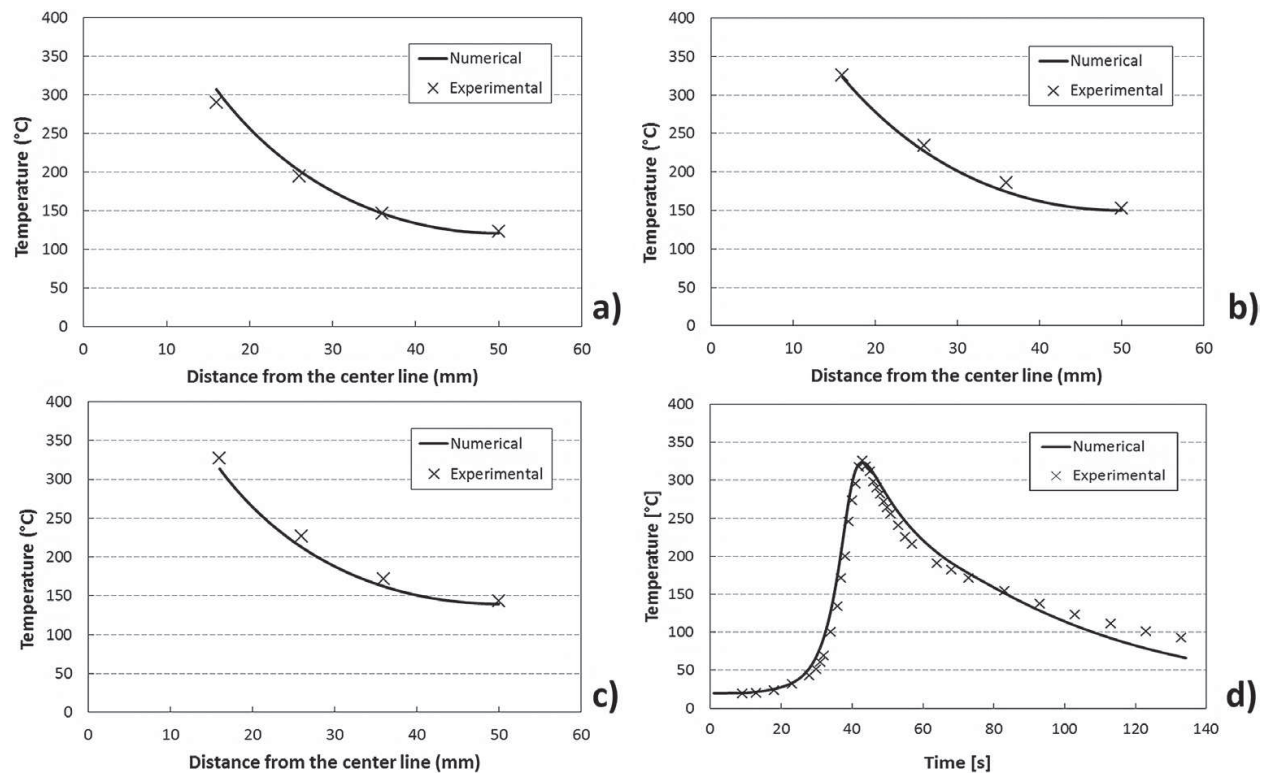 400
350
300
250
200
150
100
50
0
Temperature (°C)
Numerical
Experimental
0 10 20 30 40 50 60
Distance from the center line (mm)
a)
400
350
300
250
200
150
100
50
0
Temperature (°C)
Numerical
Experimental
0 10 20 30 40 50 60
Distance from the center line (mm)
b)
400
350
300
250
200
150
100
50
0
Temperature (°C)
Numerical
Experimental
0 10 20 30 40 50 60
Distance from the center line (mm)
c)
400
350
300
250
200
150
100
50
0
Temperature [°C]
Numerical
Experimental
0 20 40 60 80 100 120 140
Time [s]
d)